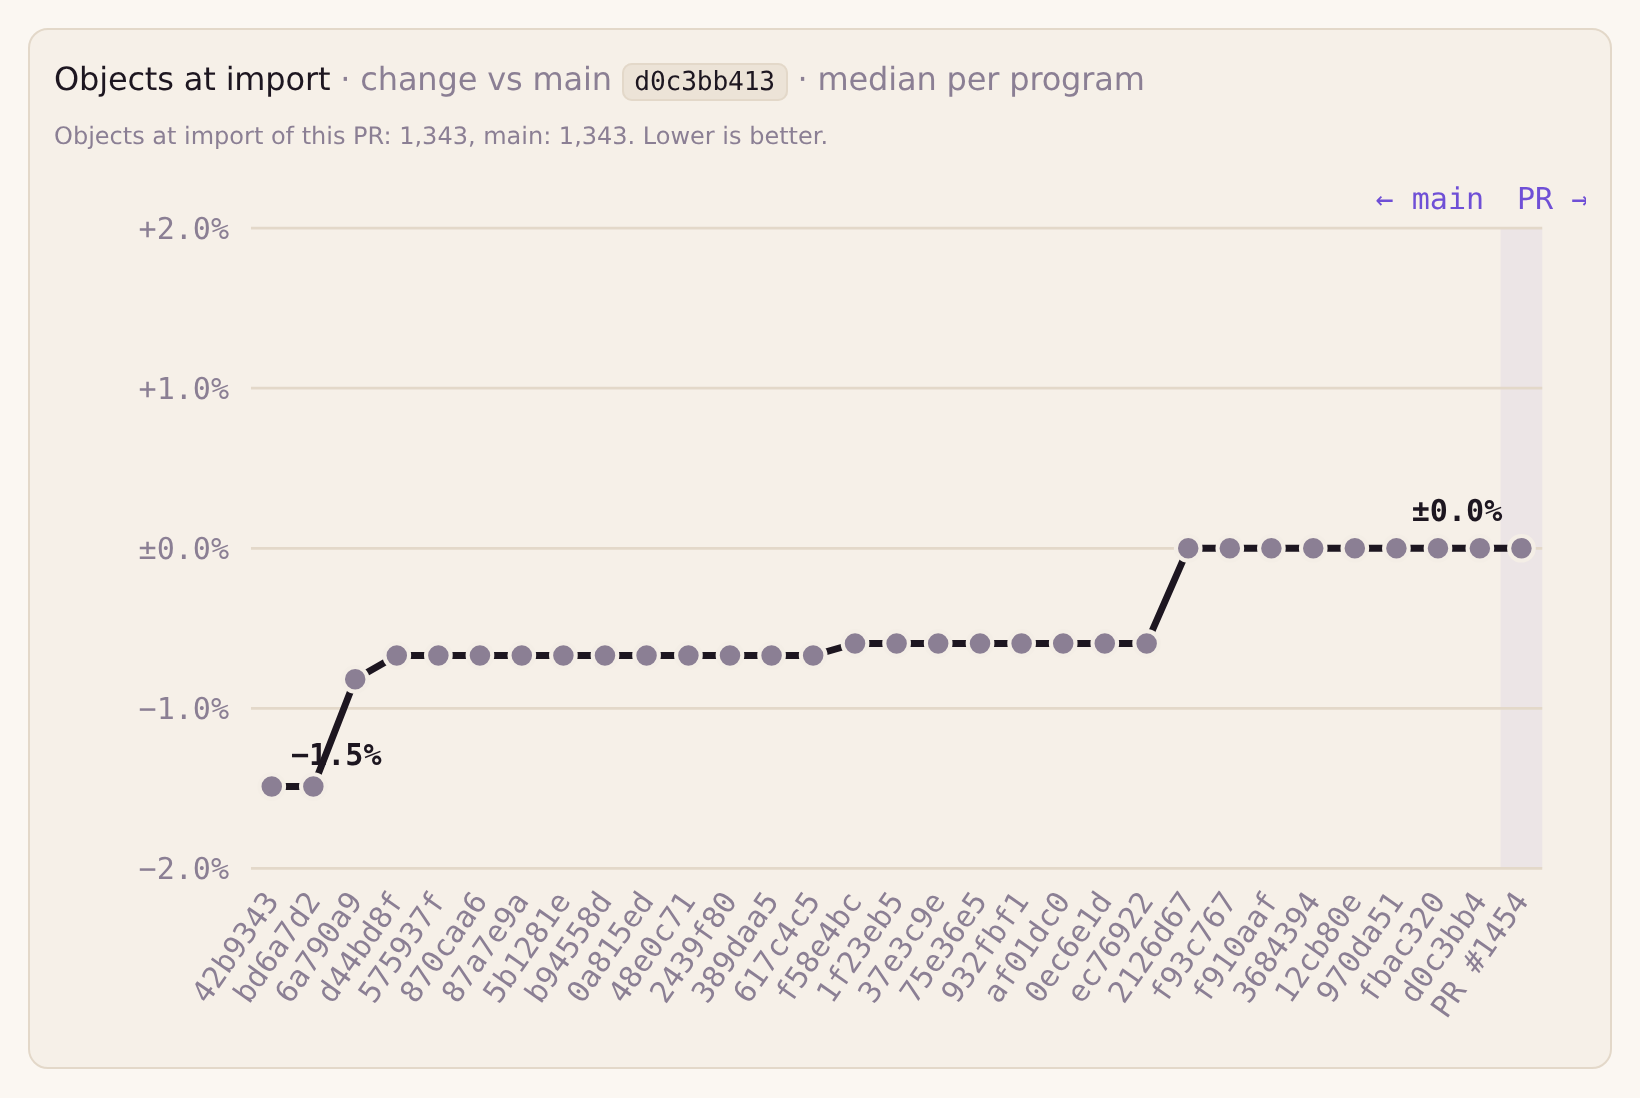 Objects at import · change vs main d0c3bb413 · median per program
Objects at import of this PR: 1,343, main: 1,343. Lower is better.
← main PR →
+2.0%
+1.0%
±0.0%
−1.0%
−2.0%
±0.0%
−1.5%
42b9343
bd6a7d2
6a790a9
d44bd8f
575937f
870caa6
87a7e9a
5b1281e
b94558d
0a815ed
48e0c71
2439f80
389daa5
617c4c5
f58e4bc
1f23eb5
37e3c9e
75e36e5
932fbf1
af01dc0
0ec6e1d
ec76922
2126d67
f93c767
f910aaf
3684394
12cb80e
970da51
fbac320
d0c3bb4
PR #1454